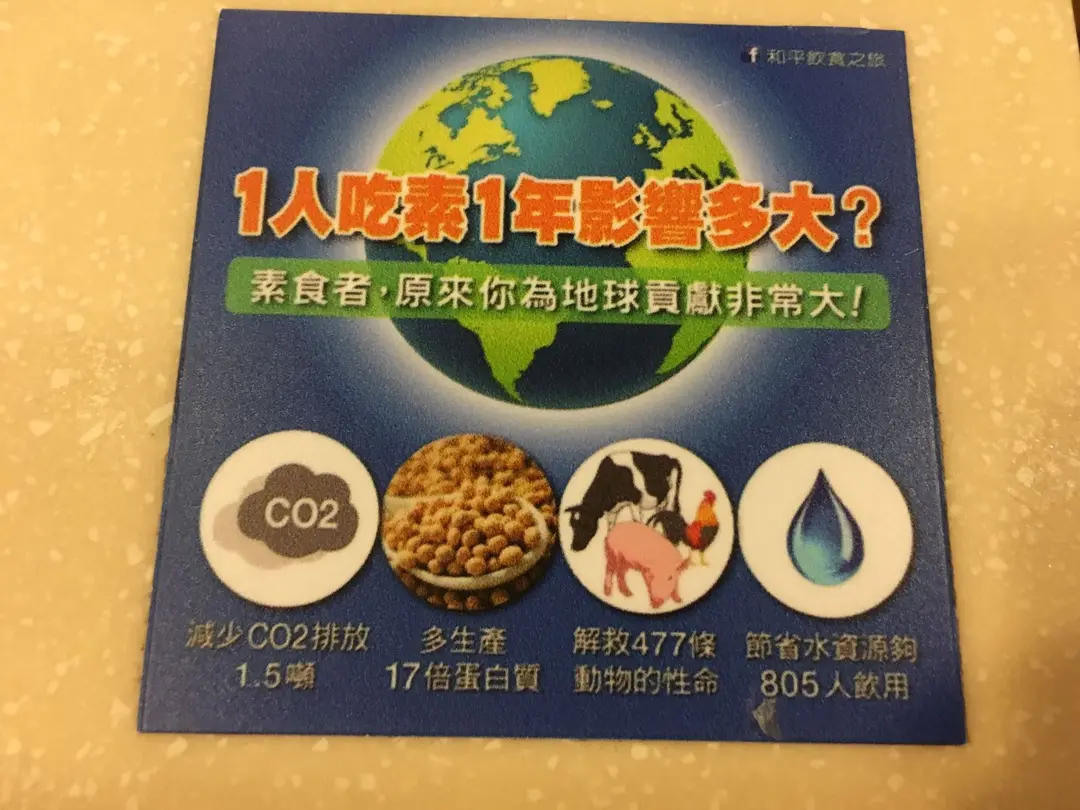 f 和平飲食之旅
1人吃素1年影響多大?
素食者,原來你為地球貢獻非常大!
CO2
減少CO2排放
1.5噸
多生產
17倍蛋白質
解救477條
動物的性命
節省水資源夠
805人飲用